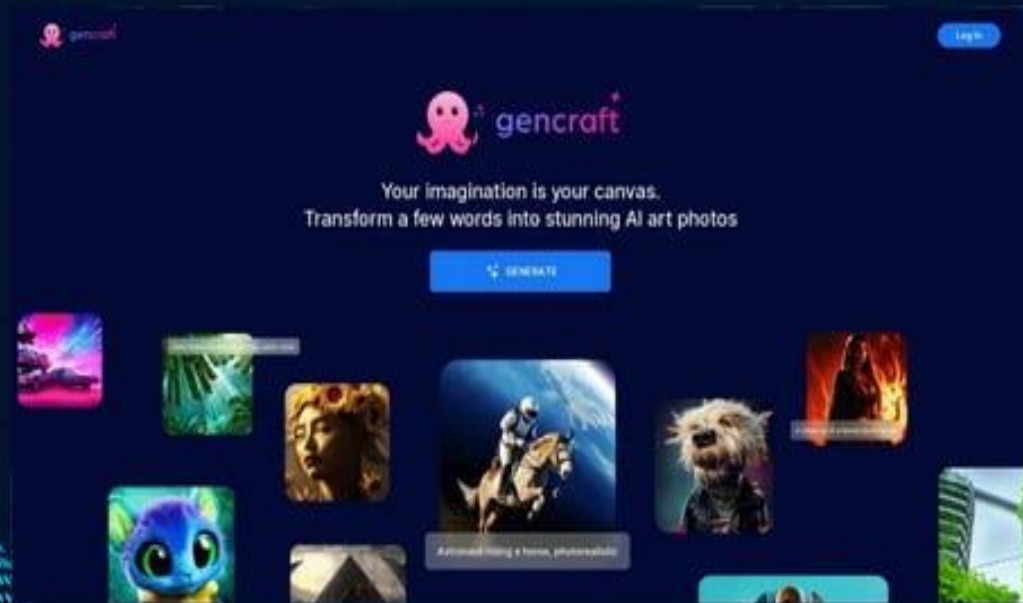 gencraft
Log In
gencraft
Your imagination is your canvas.
Transform a few words into stunning AI art photos
GENERATE
Astronaut riding a horse, photorealistic